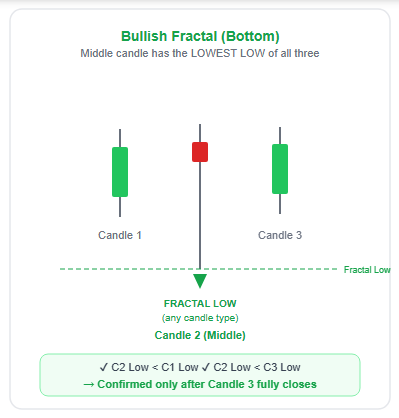 Bullish Fractal (Bottom)
Middle candle has the LOWEST LOW of all three
Candle 1
Candle 3
Fractal Low
FRACTAL LOW
(any candle type)
Candle 2 (Middle)
✓ C2 Low < C1 Low ✓ C2 Low < C3 Low
→ Confirmed only after Candle 3 fully closes